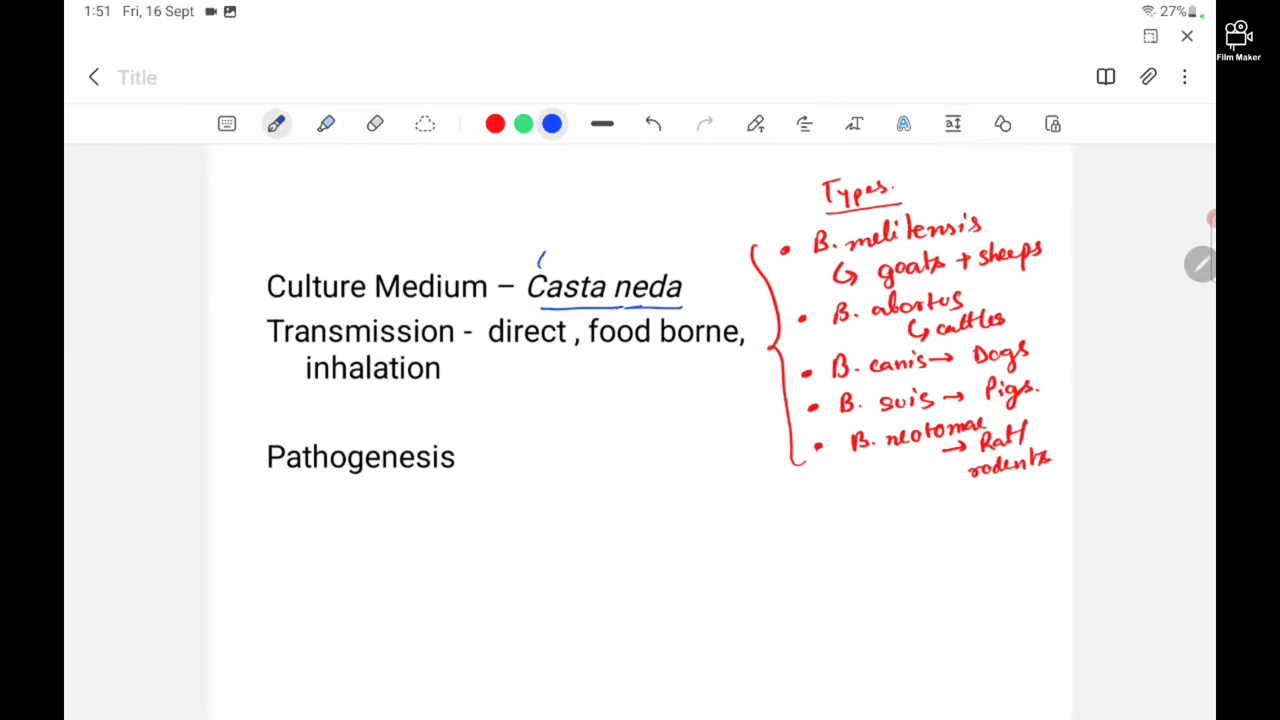 1:51 Fri, 16 Sept
27%
Film Maker
Title
Types.
B. melitensis
goats + sheeps
B. abortus
cattles
B. canis → Dogs
B. suis → Pigs.
B. neotomae
→ Rat/
rodents
Culture Medium – Casta neda
Transmission - direct , food borne,
inhalation
Pathogenesis